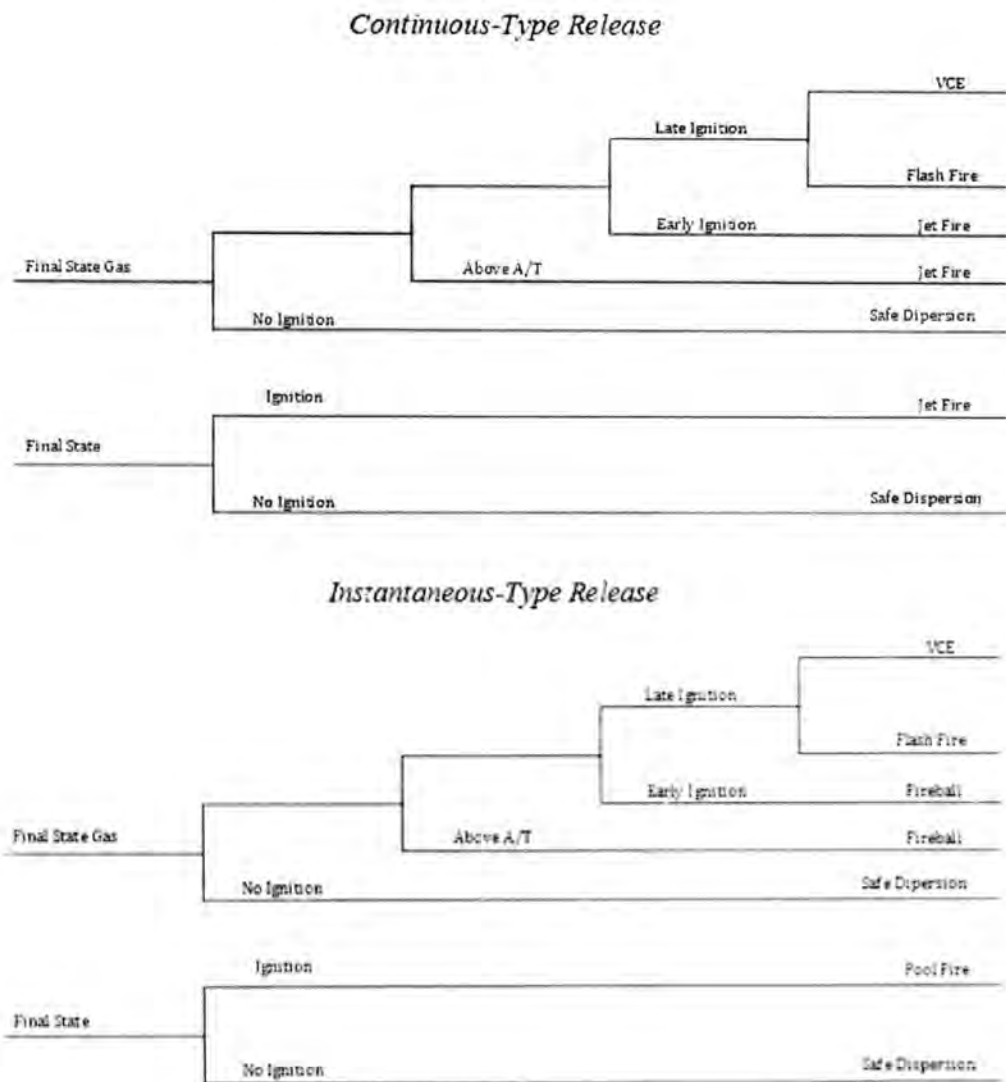 Continuous-Type Release
VCE
Late Ignition
Flash Fire
Early Ignition
Jet Fire
Final State Gas
Above A/T
Jet Fire
No Ignition
Safe Dipersion
Ignition
Jet Fire
Final State
No Ignition
Safe Dispersion
Instantaneous-Type Release
VCE
Late Ignition
Flash Fire
Early Ignition
Fireball
Final State Gas
Above A/T
Fireball
No Ignition
Safe Dipersion
Ignition
Pool Fire
Final State
No Ignition
Safe Dispersion